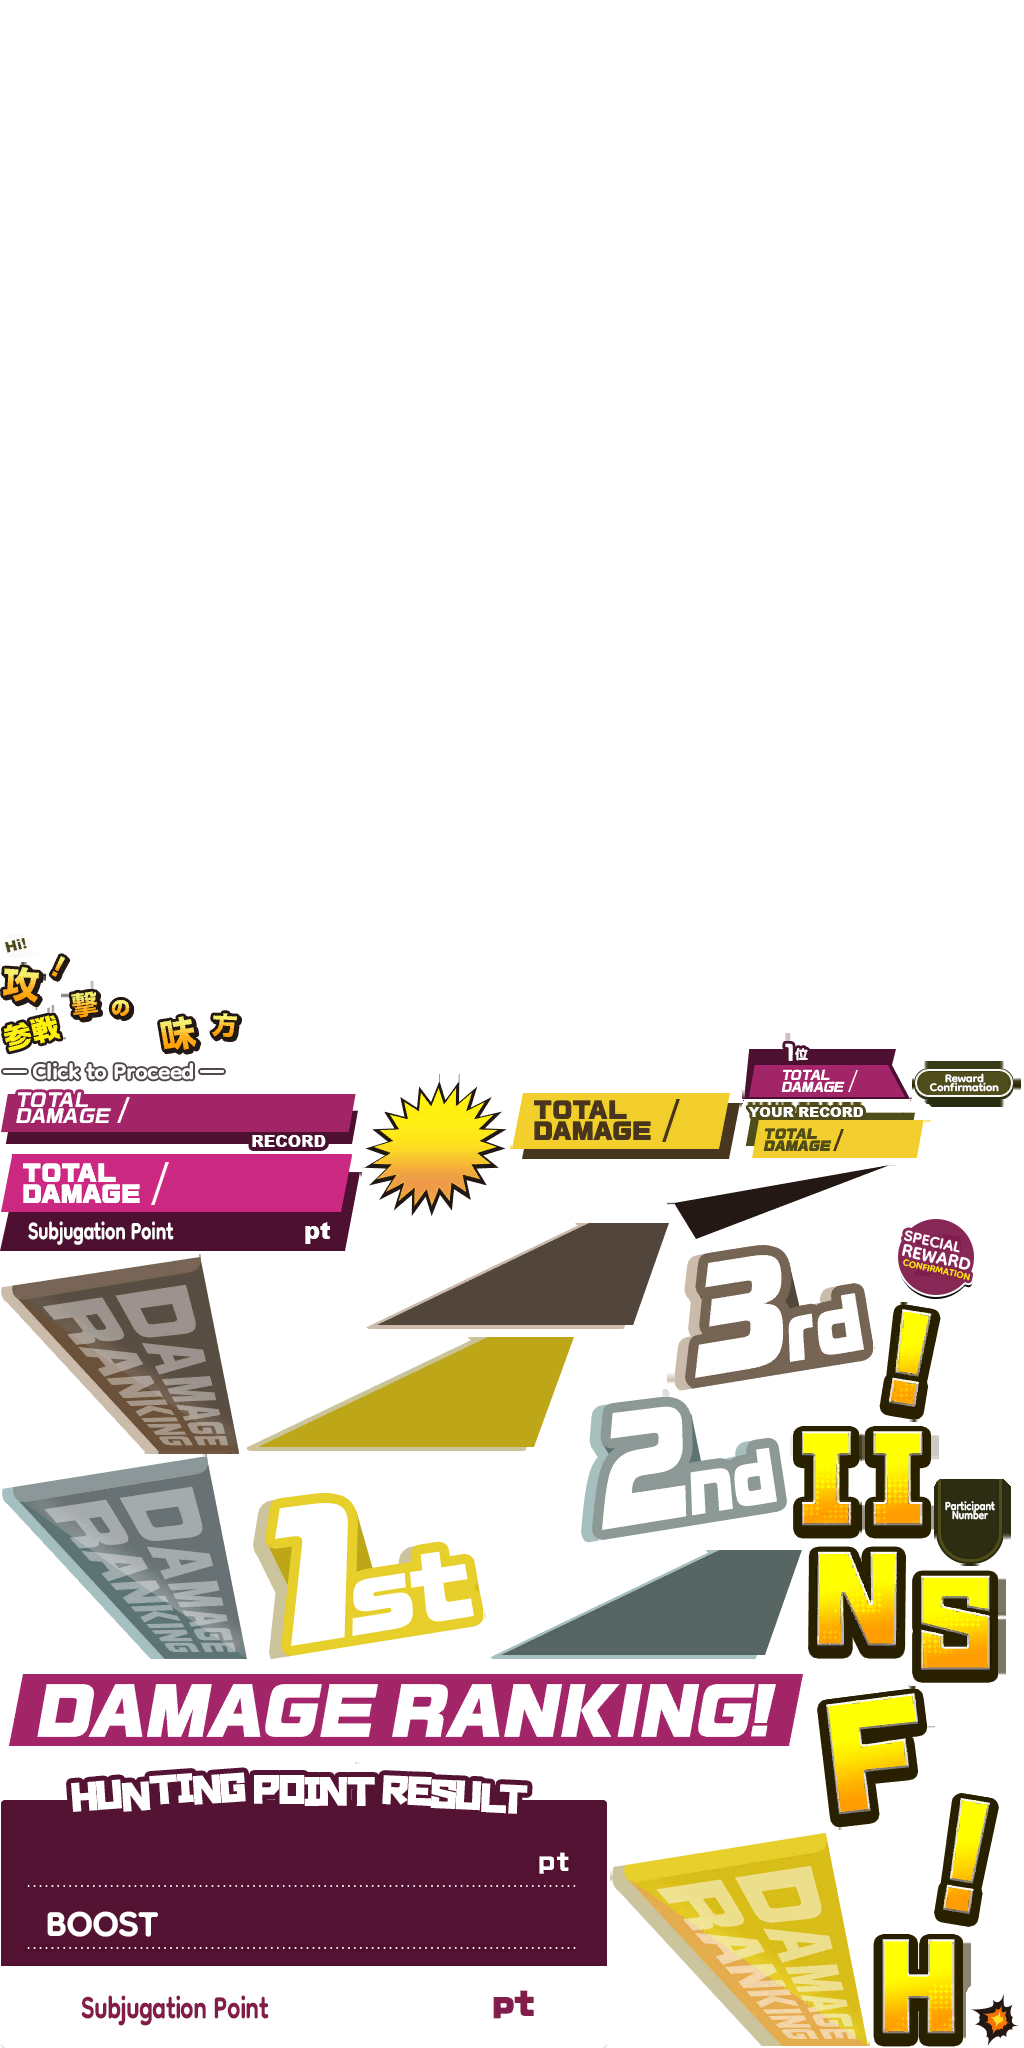 Hi!
攻
!
撃
の
参戦
味
方
Click to Proceed
1位
TOTAL
DAMAGE /
Reward
Confirmation
TOTAL
DAMAGE /
RECORD
TOTAL
DAMAGE /
YOUR RECORD
TOTAL
DAMAGE /
TOTAL
DAMAGE /
Subjugation Point pt
SPECIAL
REWARD
CONFIRMATION
DAMAGE
RANKING
3rd
!
2nd
I
I
Participant
Number
DAMAGE
RANKING
1st
N
S
DAMAGE RANKING!
F
HUNTING POINT RESULT
pt
BOOST
Subjugation Point pt
DAMAGE
RANKING
!
H